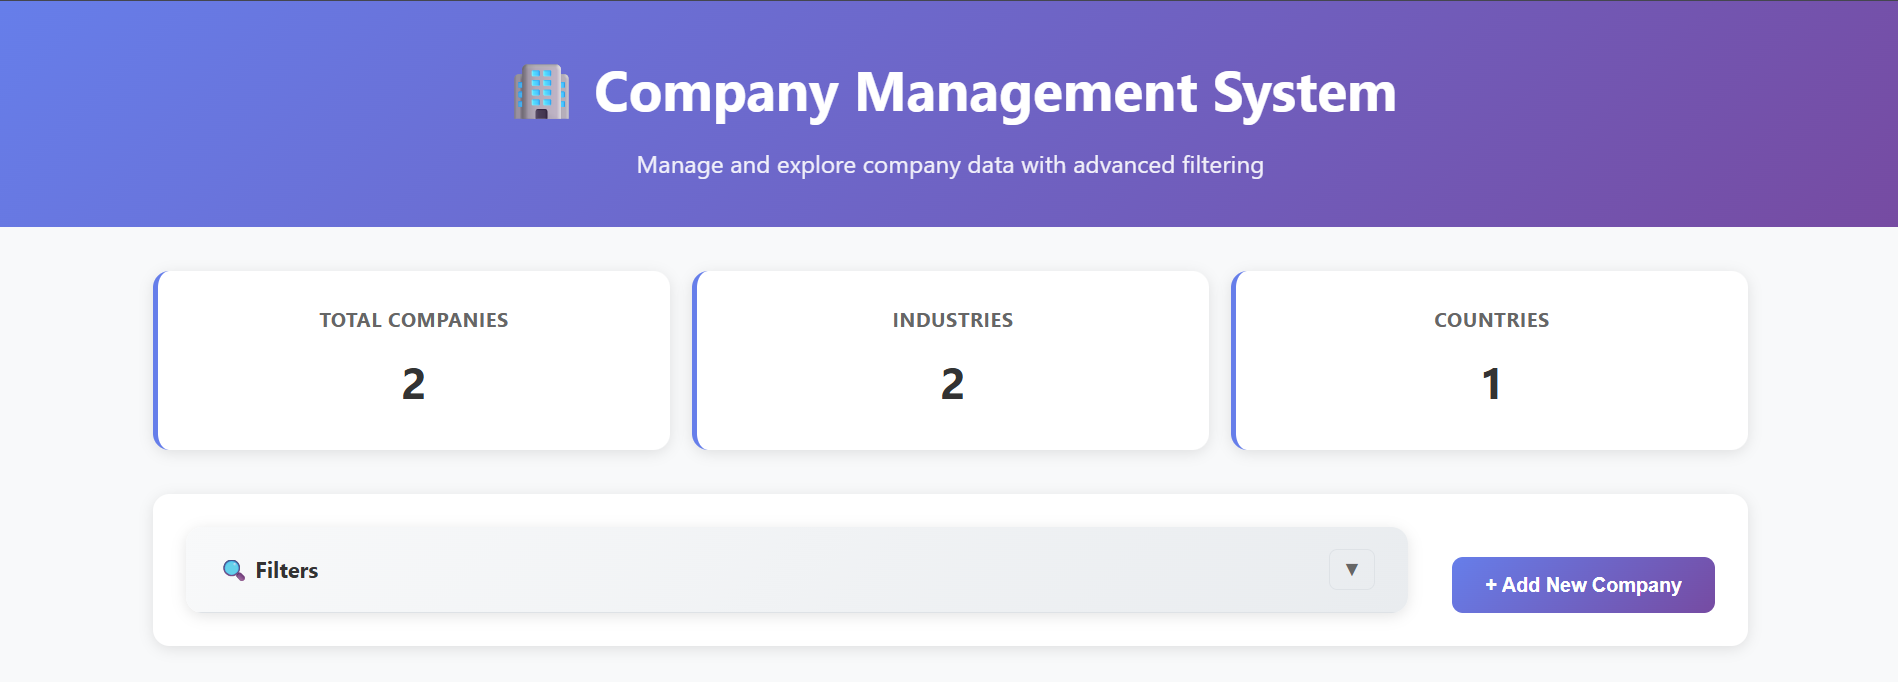 Company Management System
Manage and explore company data with advanced filtering
TOTAL COMPANIES
2
INDUSTRIES
2
COUNTRIES
1
Filters
+ Add New Company